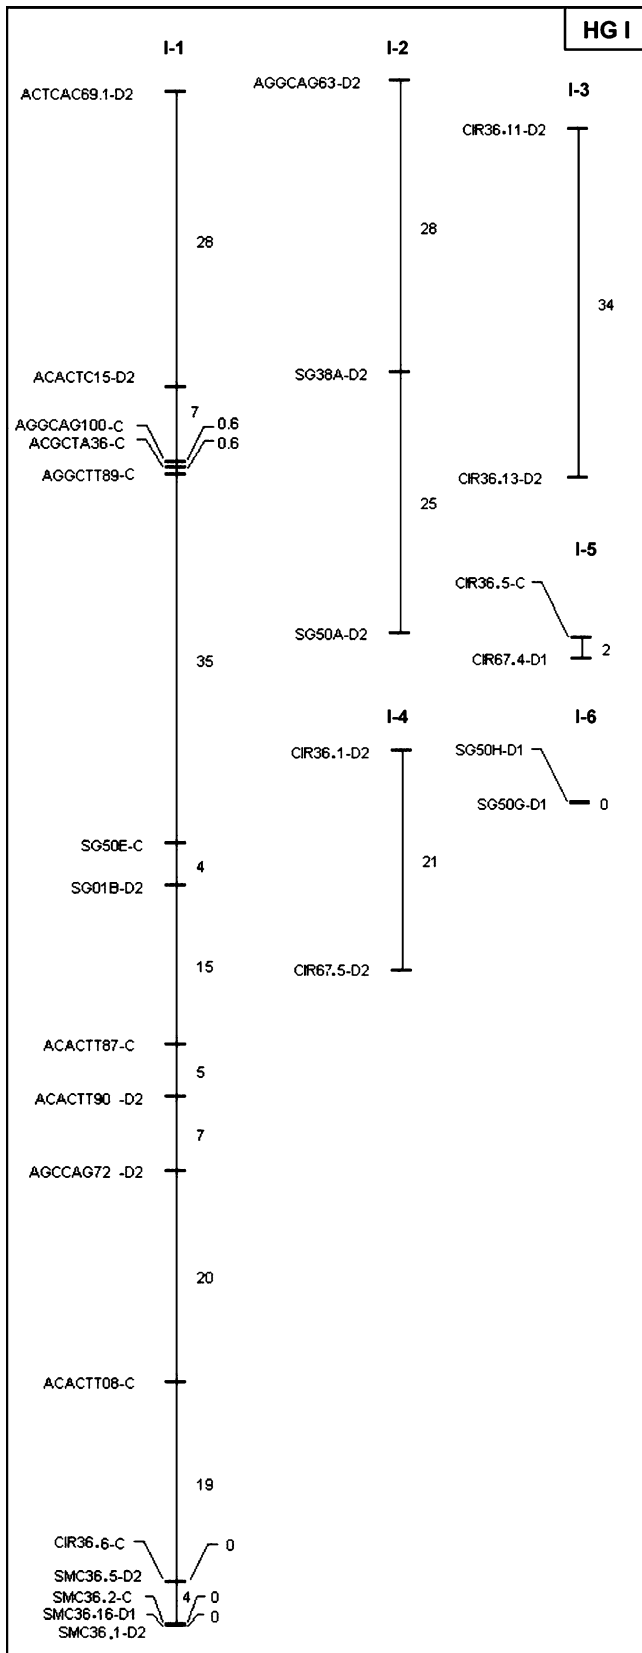 HG I
I-1
ACTCAC69.1-D2
28
ACACTC15-D2
7
AGGCAG100-C
0.6
ACGCTA36-C
0.6
AGGCTT89-C
35
SG50E-C
4
SG01B-D2
15
ACACTT87-C
5
ACACTT90 -D2
7
AGCCAG72 -D2
20
ACACTT08-C
19
CIR36.6-C
0
SMC36.5-D2
4
SMC36.2-C
0
SMC36.16-D1
0
SMC36.1-D2
I-2
AGGCAG63-D2
28
SG38A-D2
25
SG50A-D2
I-4
CIR36.1-D2
21
CIR67.5-D2
I-3
CIR36.11-D2
34
CIR36.13-D2
I-5
CIR36.5-C
2
CIR67.4-D1
I-6
SG50H-D1
SG50G-D1
0